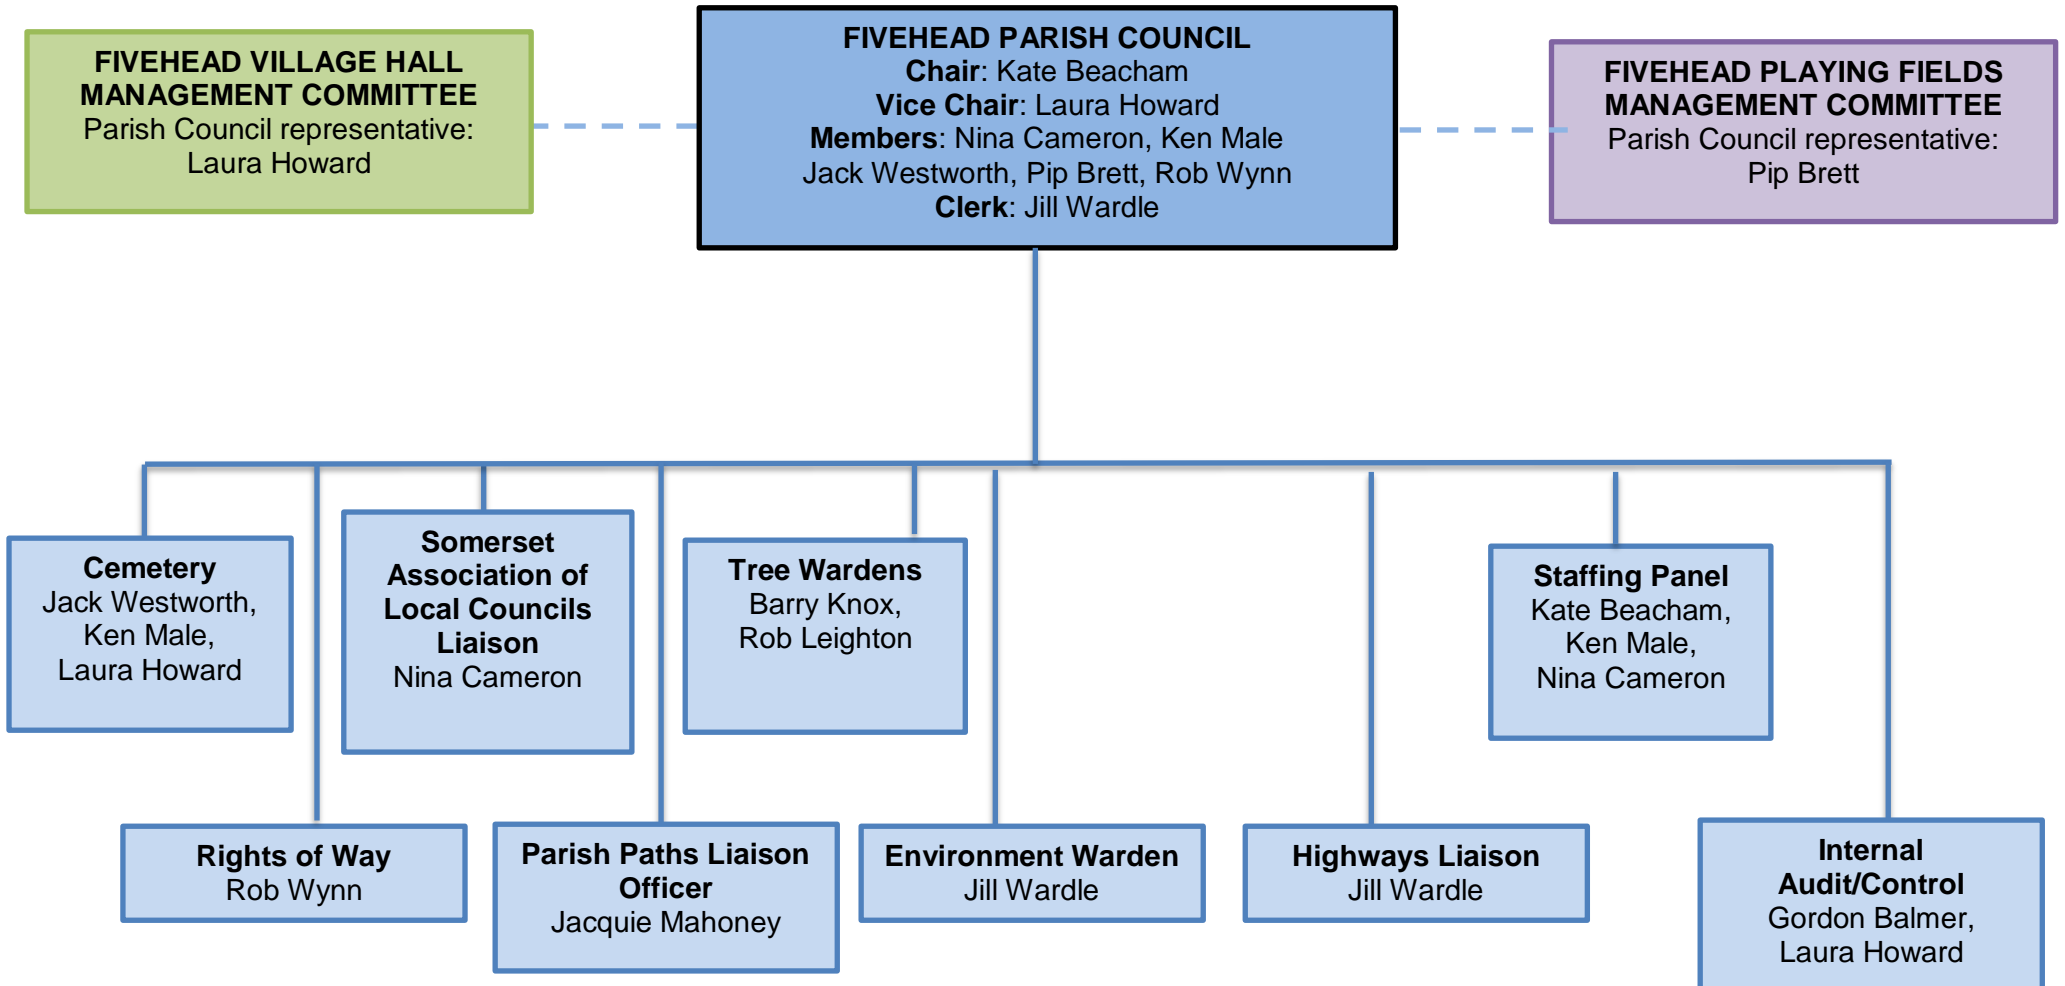 FIVEHEAD VILLAGE HALL
MANAGEMENT COMMITTEE
Parish Council representative:
Laura Howard
FIVEHEAD PARISH COUNCIL
Chair: Kate Beacham
Vice Chair: Laura Howard
Members: Nina Cameron, Ken Male
Jack Westworth, Pip Brett, Rob Wynn
Clerk: Jill Wardle
FIVEHEAD PLAYING FIELDS
MANAGEMENT COMMITTEE
Parish Council representative:
Pip Brett
Cemetery
Jack Westworth,
Ken Male,
Laura Howard
Somerset
Association of
Local Councils
Liaison
Nina Cameron
Tree Wardens
Barry Knox,
Rob Leighton
Staffing Panel
Kate Beacham,
Ken Male,
Nina Cameron
Rights of Way
Rob Wynn
Parish Paths Liaison
Officer
Jacquie Mahoney
Environment Warden
Jill Wardle
Highways Liaison
Jill Wardle
Internal
Audit/Control
Gordon Balmer,
Laura Howard